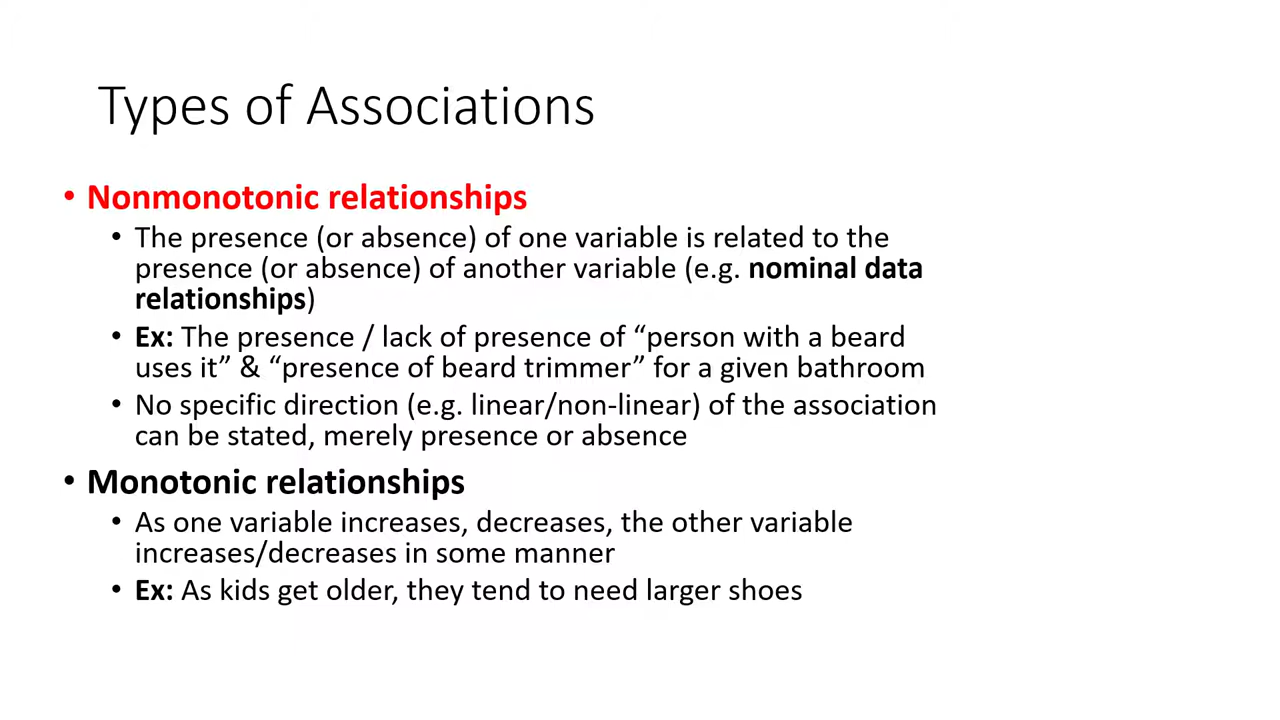 Types of Associations
• Nonmonotonic relationships
• The presence (or absence) of one variable is related to the
presence (or absence) of another variable (e.g. nominal data
relationships)
• Ex: The presence / lack of presence of “person with a beard
uses it” & “presence of beard trimmer” for a given bathroom
• No specific direction (e.g. linear/non-linear) of the association
can be stated, merely presence or absence
• Monotonic relationships
• As one variable increases, decreases, the other variable
increases/decreases in some manner
• Ex: As kids get older, they tend to need larger shoes